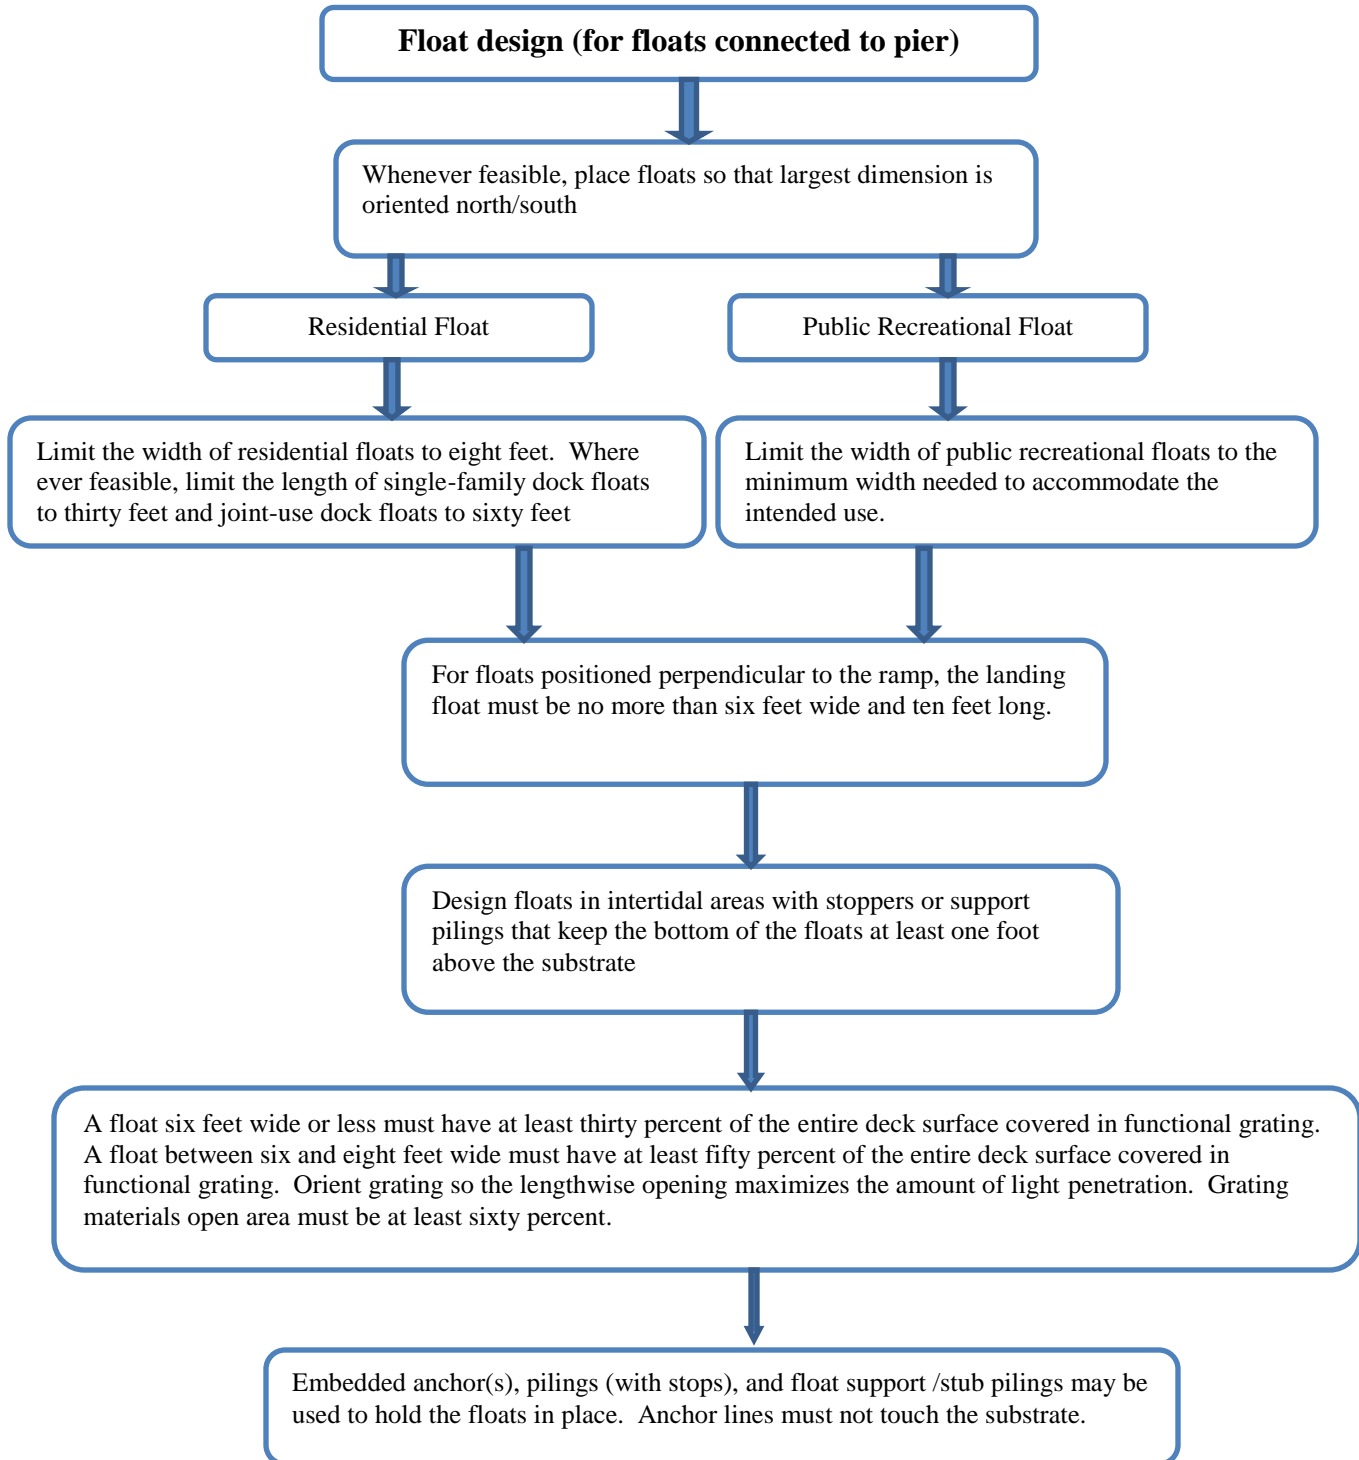 Float design (for floats connected to pier)
Whenever feasible, place floats so that largest dimension is
oriented north/south
Residential Float
Public Recreational Float
Limit the width of residential floats to eight feet.  Where
ever feasible, limit the length of single-family dock floats
to thirty feet and joint-use dock floats to sixty feet
Limit the width of public recreational floats to the
minimum width needed to accommodate the
intended use.
For floats positioned perpendicular to the ramp, the landing
float must be no more than six feet wide and ten feet long.
Design floats in intertidal areas with stoppers or support
pilings that keep the bottom of the floats at least one foot
above the substrate
A float six feet wide or less must have at least thirty percent of the entire deck surface covered in functional grating.
A float between six and eight feet wide must have at least fifty percent of the entire deck surface covered in
functional grating.  Orient grating so the lengthwise opening maximizes the amount of light penetration.  Grating
materials open area must be at least sixty percent.
Embedded anchor(s), pilings (with stops), and float support /stub pilings may be
used to hold the floats in place.  Anchor lines must not touch the substrate.